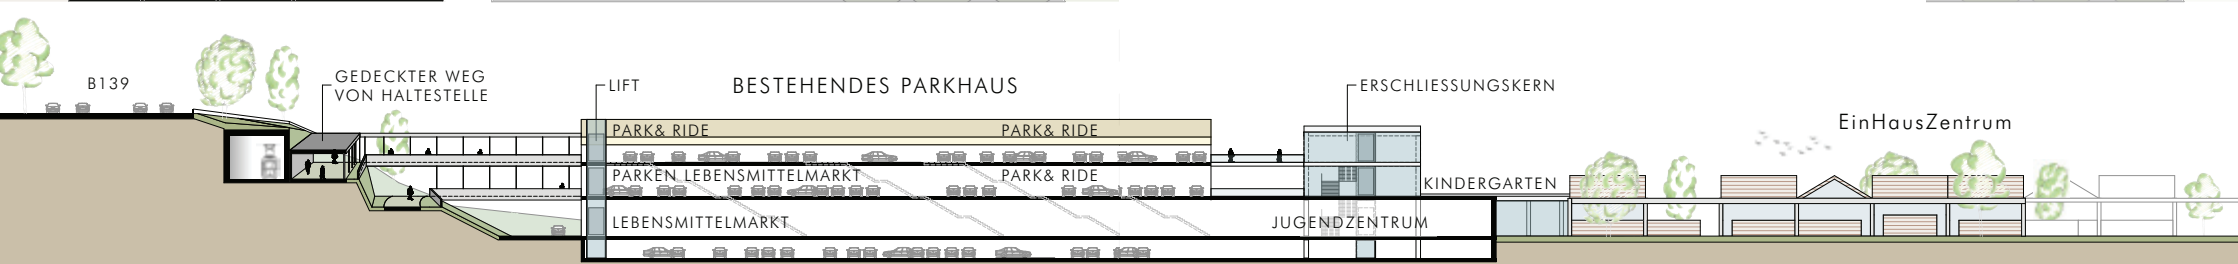 B139
GEDECKTER WEG
VON HALTESTELLE
LIFT
BESTEHENDES PARKHAUS
ERSCHLIESSUNGSKERN
EinHausZentrum
PARK& RIDE
PARK& RIDE
PARKEN LEBENSMITTELMARKT
PARK& RIDE
KINDERGARTEN
LEBENSMITTELMARKT
JUGENDZENTRUM